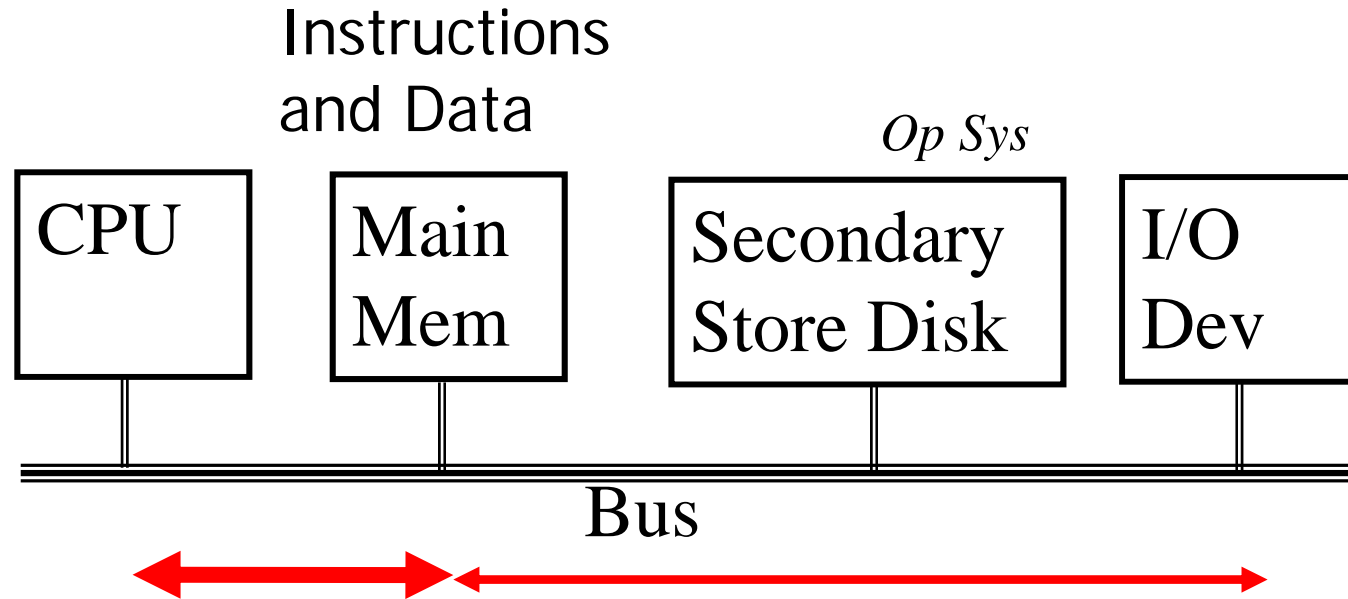 Instructions
and Data
Op Sys
CPU
Main
Mem
Secondary
Store Disk
I/O
Dev
Bus